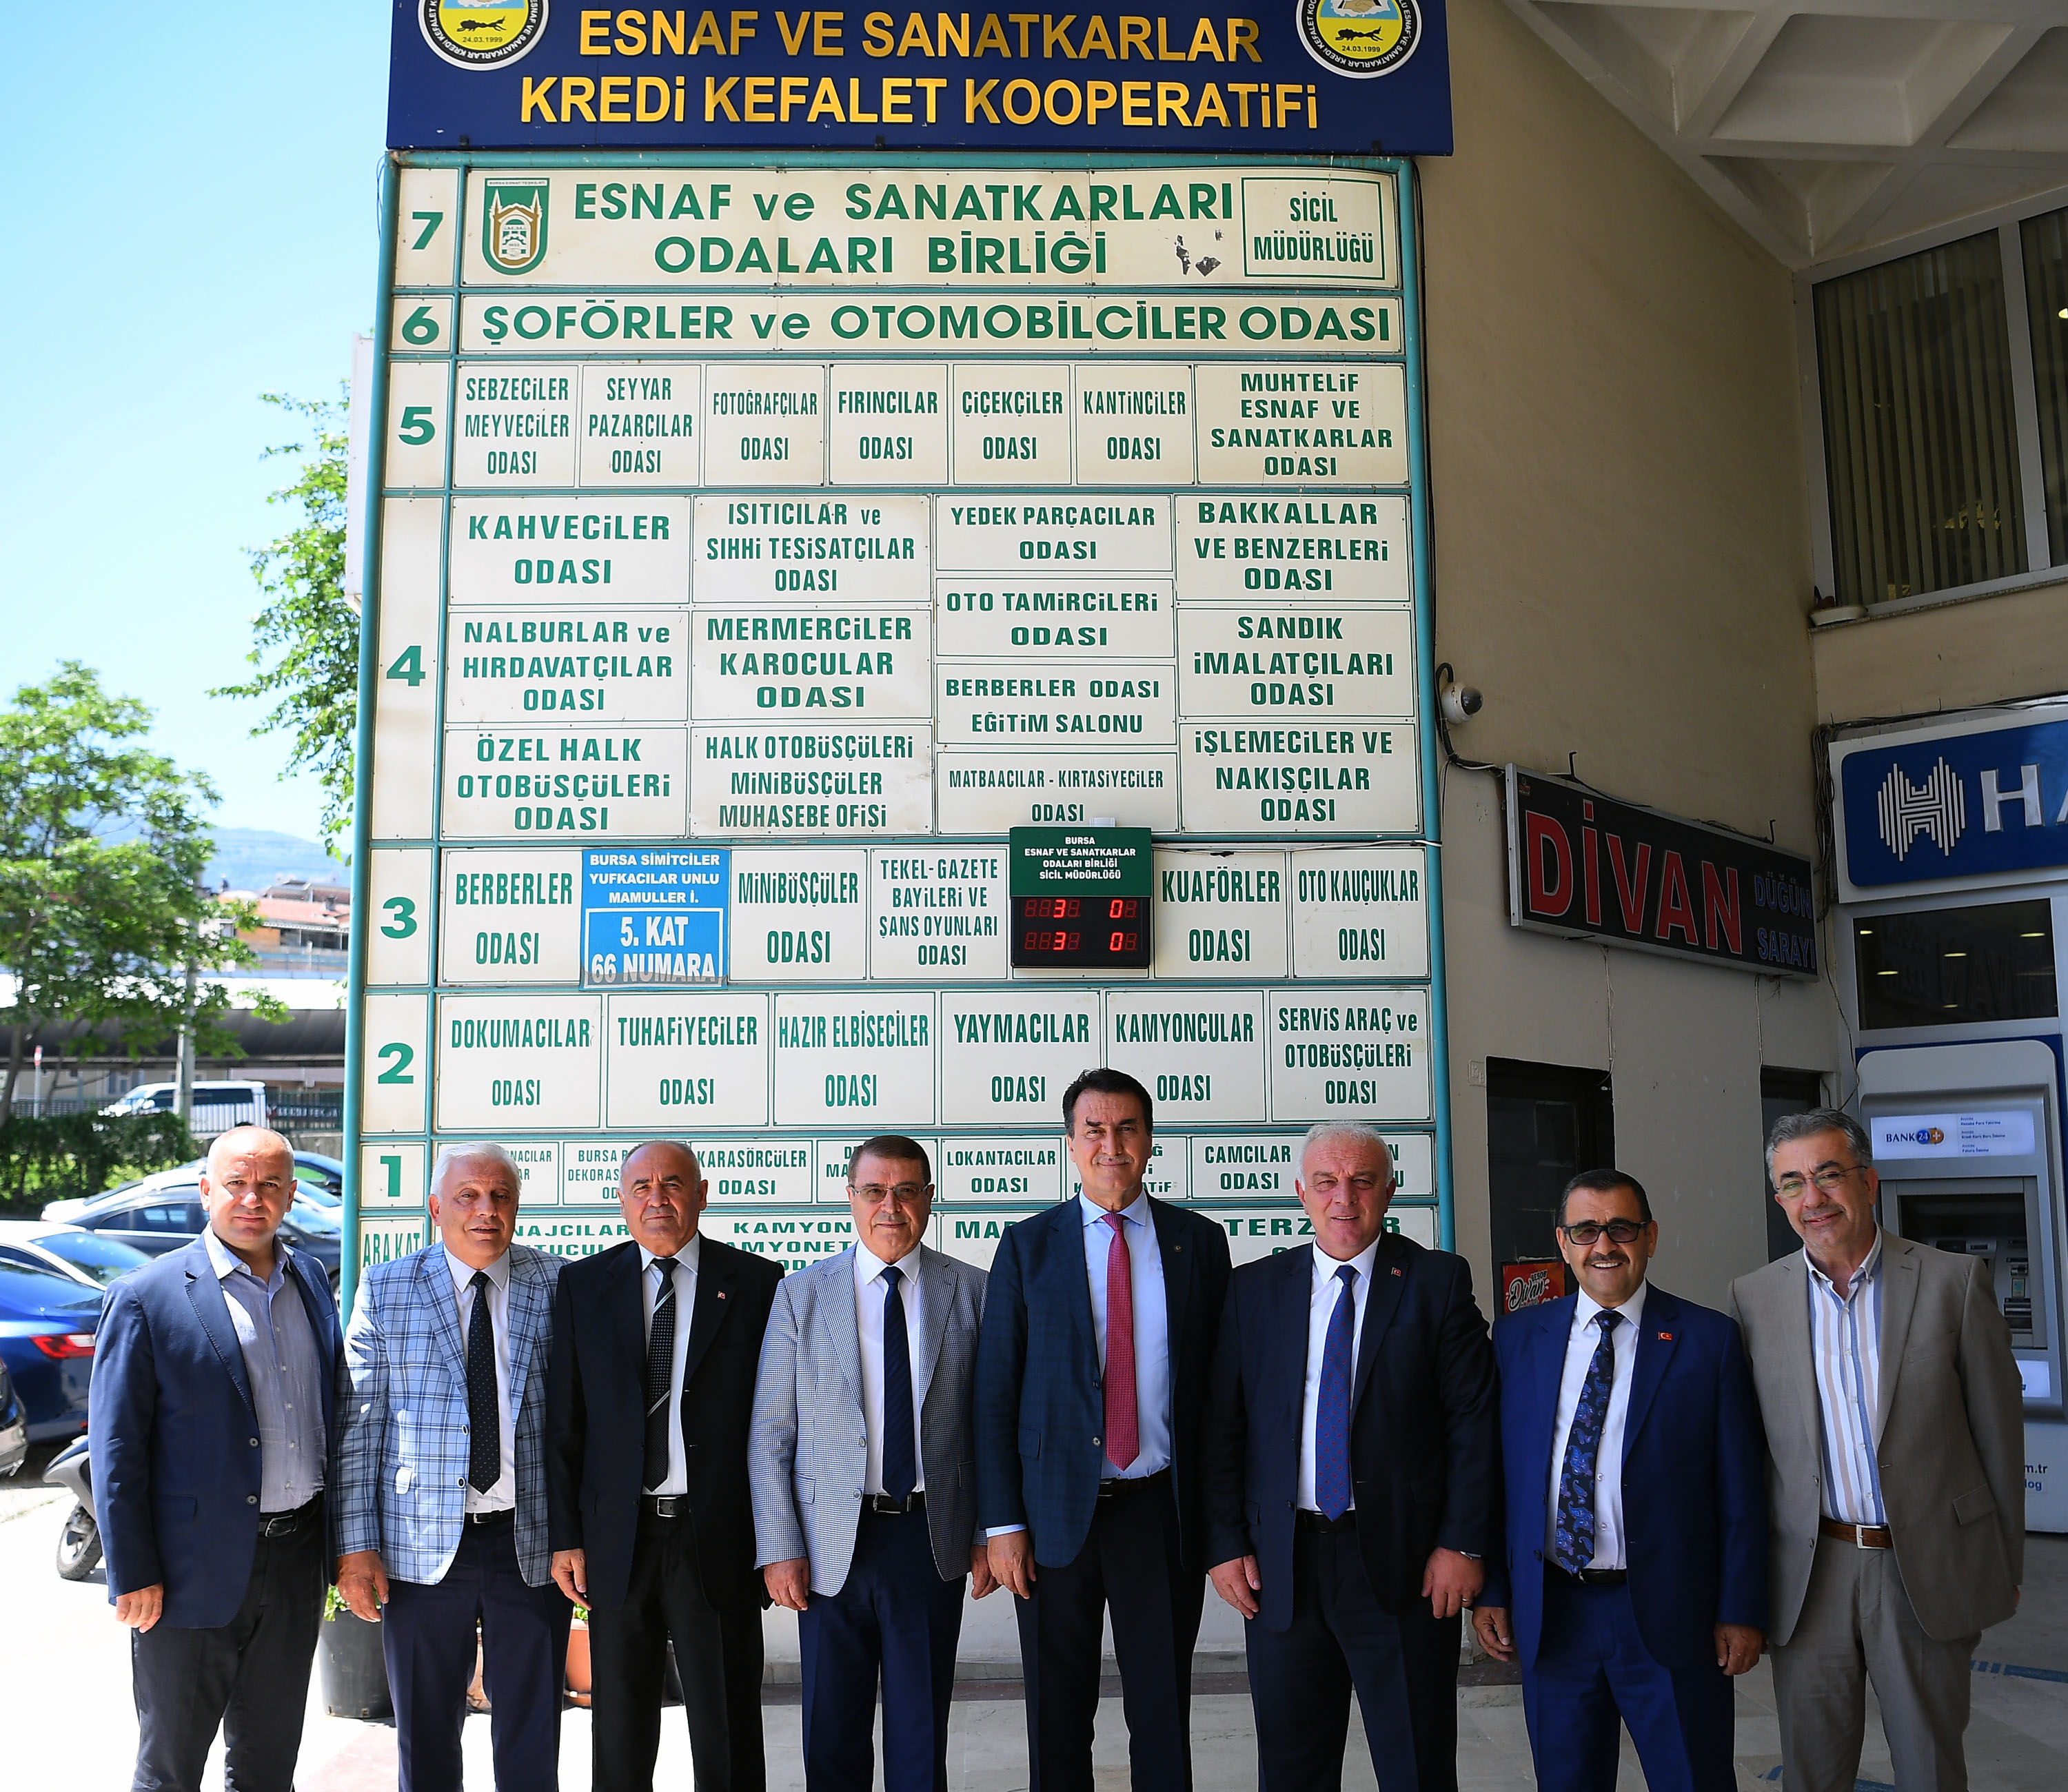 ESNAF VE SANATKARLAR
KREDİ KEFALET KOOPERATİFİ
24.03.1999
24.03.1999
7
ESNAF ve SANATKARLARI
ODALARI BİRLİĞİ
SİCİL
MÜDÜRLÜĞÜ
6
ŞOFÖRLER ve OTOMOBİLCİLER ODASI
5
SEBZECİLER
MEYVECİLER
ODASI
SEYYAR
PAZARCILAR
ODASI
FOTOĞRAFÇILAR
ODASI
FIRINCILAR
ODASI
ÇİÇEKÇİLER
ODASI
KANTİNCİLER
ODASI
MUHTELİF
ESNAF VE
SANATKARLAR
ODASI
4
KAHVECİLER
ODASI
ISITICILAR ve
SIHHİ TESİSATÇILAR
ODASI
YEDEK PARÇACILAR
ODASI
BAKKALLAR
VE BENZERLERİ
ODASI
NALBURLAR ve
HIRDAVATÇILAR
ODASI
MERMERCİLER
KAROCULAR
ODASI
OTO TAMİRCİLERİ
ODASI
BERBERLER ODASI
EĞİTİM SALONU
SANDIK
İMALATÇILARI
ODASI
ÖZEL HALK
OTOBÜSÇÜLERİ
ODASI
HALK OTOBÜSÇÜLERİ
MİNİBÜSÇÜLER
MUHASEBE OFİSİ
MATBAACILAR - KIRTASİYECİLER
ODASI
İŞLEMECİLER VE
NAKIŞÇILAR
ODASI
3
BERBERLER
ODASI
BURSA SİMİTCİLER
YUFKACILAR UNLU
MAMULLER İ.
5. KAT
66 NUMARA
MİNİBÜSÇÜLER
ODASI
TEKEL-GAZETE
BAYİLERİ VE
ŞANS OYUNLARI
ODASI
BURSA
ESNAF VE SANATKARLAR
ODALARI BİRLİĞİ
SİCİL MÜDÜRLÜĞÜ
3 0
3 0
KUAFÖRLER
ODASI
OTO KAUÇUKLAR
ODASI
2
DOKUMACILAR
ODASI
TUHAFİYECİLER
ODASI
HAZIR ELBİSECİLER
ODASI
YAYMACILAR
ODASI
KAMYONCULAR
ODASI
SERVİS ARAÇ ve
OTOBÜSÇÜLERİ
ODASI
1
BURSA
KARASÖRCÜLER
ODASI
LOKANTACILAR
ODASI
CAMCILAR
ODASI
ARA KAT
KAMYON
DİVAN
DÜĞÜN
SARAYI
BANK 24
Divan